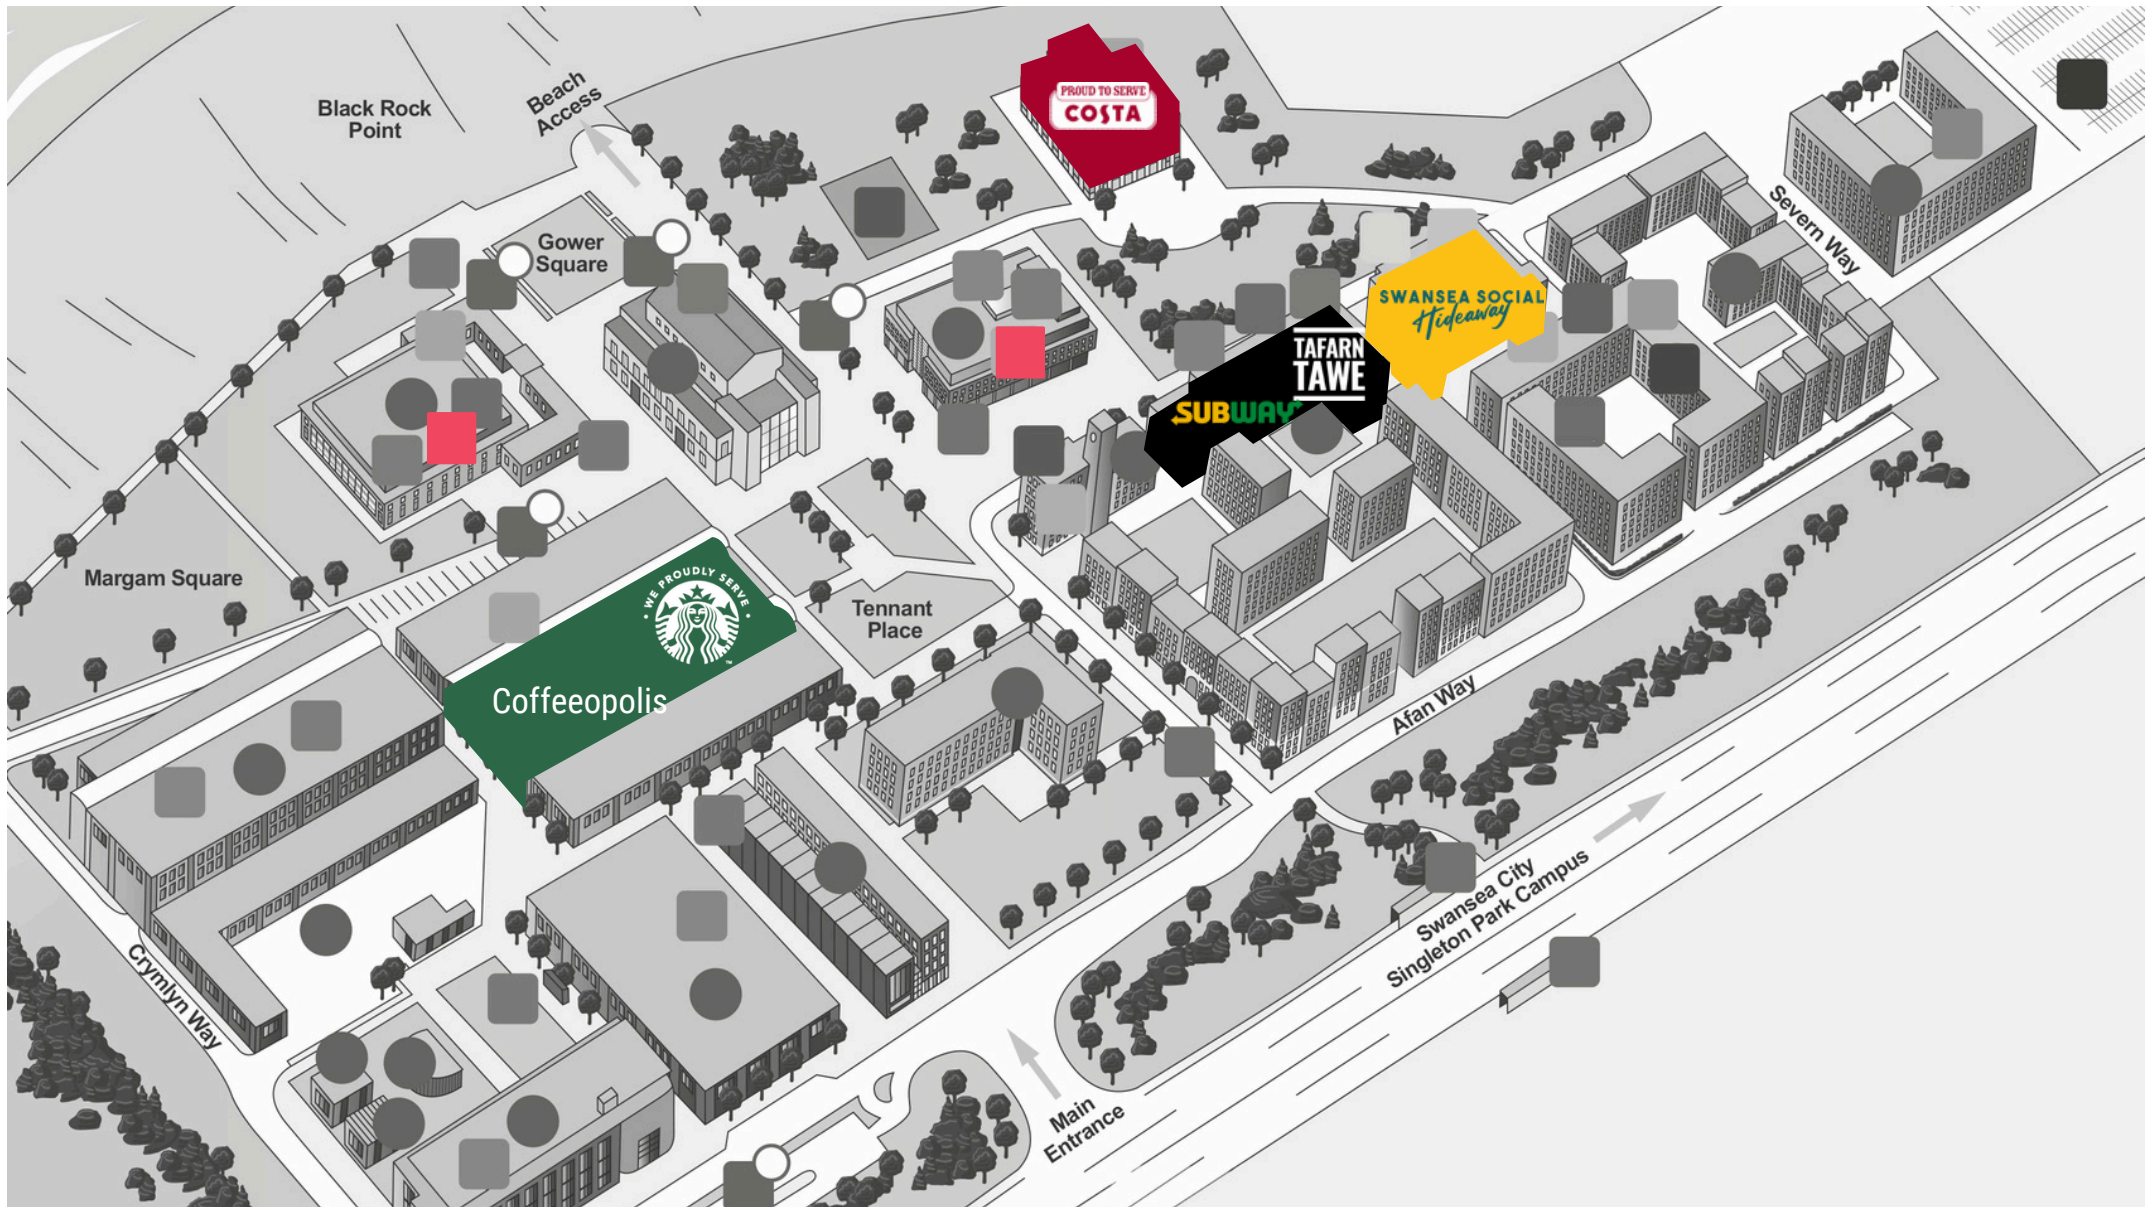 Black Rock
Point
Beach
Access
PROUD TO SERVE
COSTA
Severn Way
Gower
Square
SWANSEA SOCIAL
Hideaway
TAFARN
TAWE
SUBWAY
Margam Square
WE PROUDLY SERVE
™
Coffeeopolis
Tennant
Place
Afan Way
Swansea City
Singleton Park Campus
Crymlyn Way
Main
Entrance